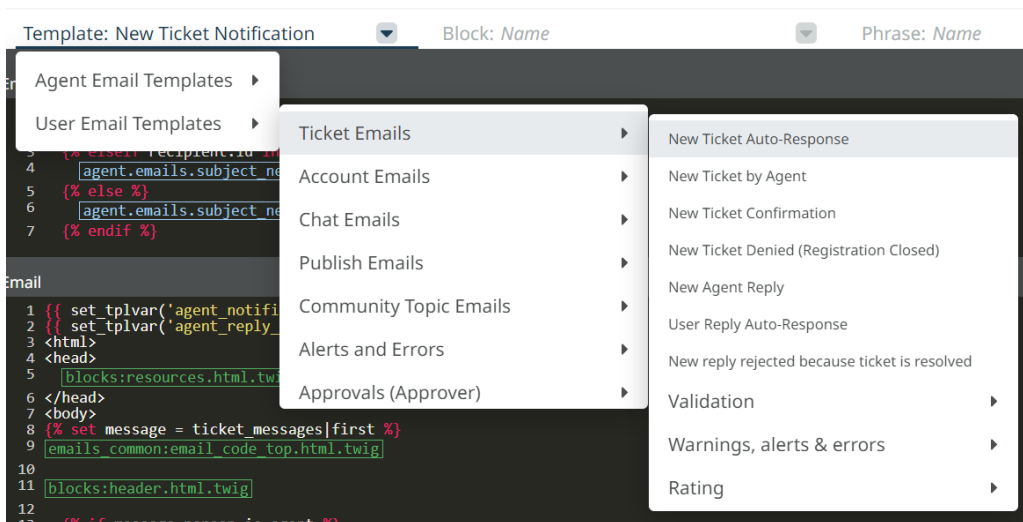 Template: New Ticket Notification
Block: Name
Phrase: Name
Agent Email Templates
User Email Templates
Ticket Emails
Account Emails
Chat Emails
Publish Emails
Community Topic Emails
Alerts and Errors
Approvals (Approver)
New Ticket Auto-Response
New Ticket by Agent
New Ticket Confirmation
New Ticket Denied (Registration Closed)
New Agent Reply
User Reply Auto-Response
New reply rejected because ticket is resolved
Validation
Warnings, alerts & errors
Rating
3 {% elseif recipient.id in
4 agent.emails.subject_ne
5 {% else %}
6 agent.emails.subject_ne
7 {% endif %}
Email
1 {{ set_tplvar('agent_notifi
2 {{ set_tplvar('agent_reply_
3 <html>
4 <head>
5 blocks:resources.html.twi
6 </head>
7 <body>
8 {% set message = ticket_messages|first %}
9 emails_common:email_code_top.html.twig
10
11 blocks:header.html.twig
12